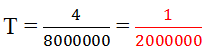 T = 4/8000000 = 1/2000000